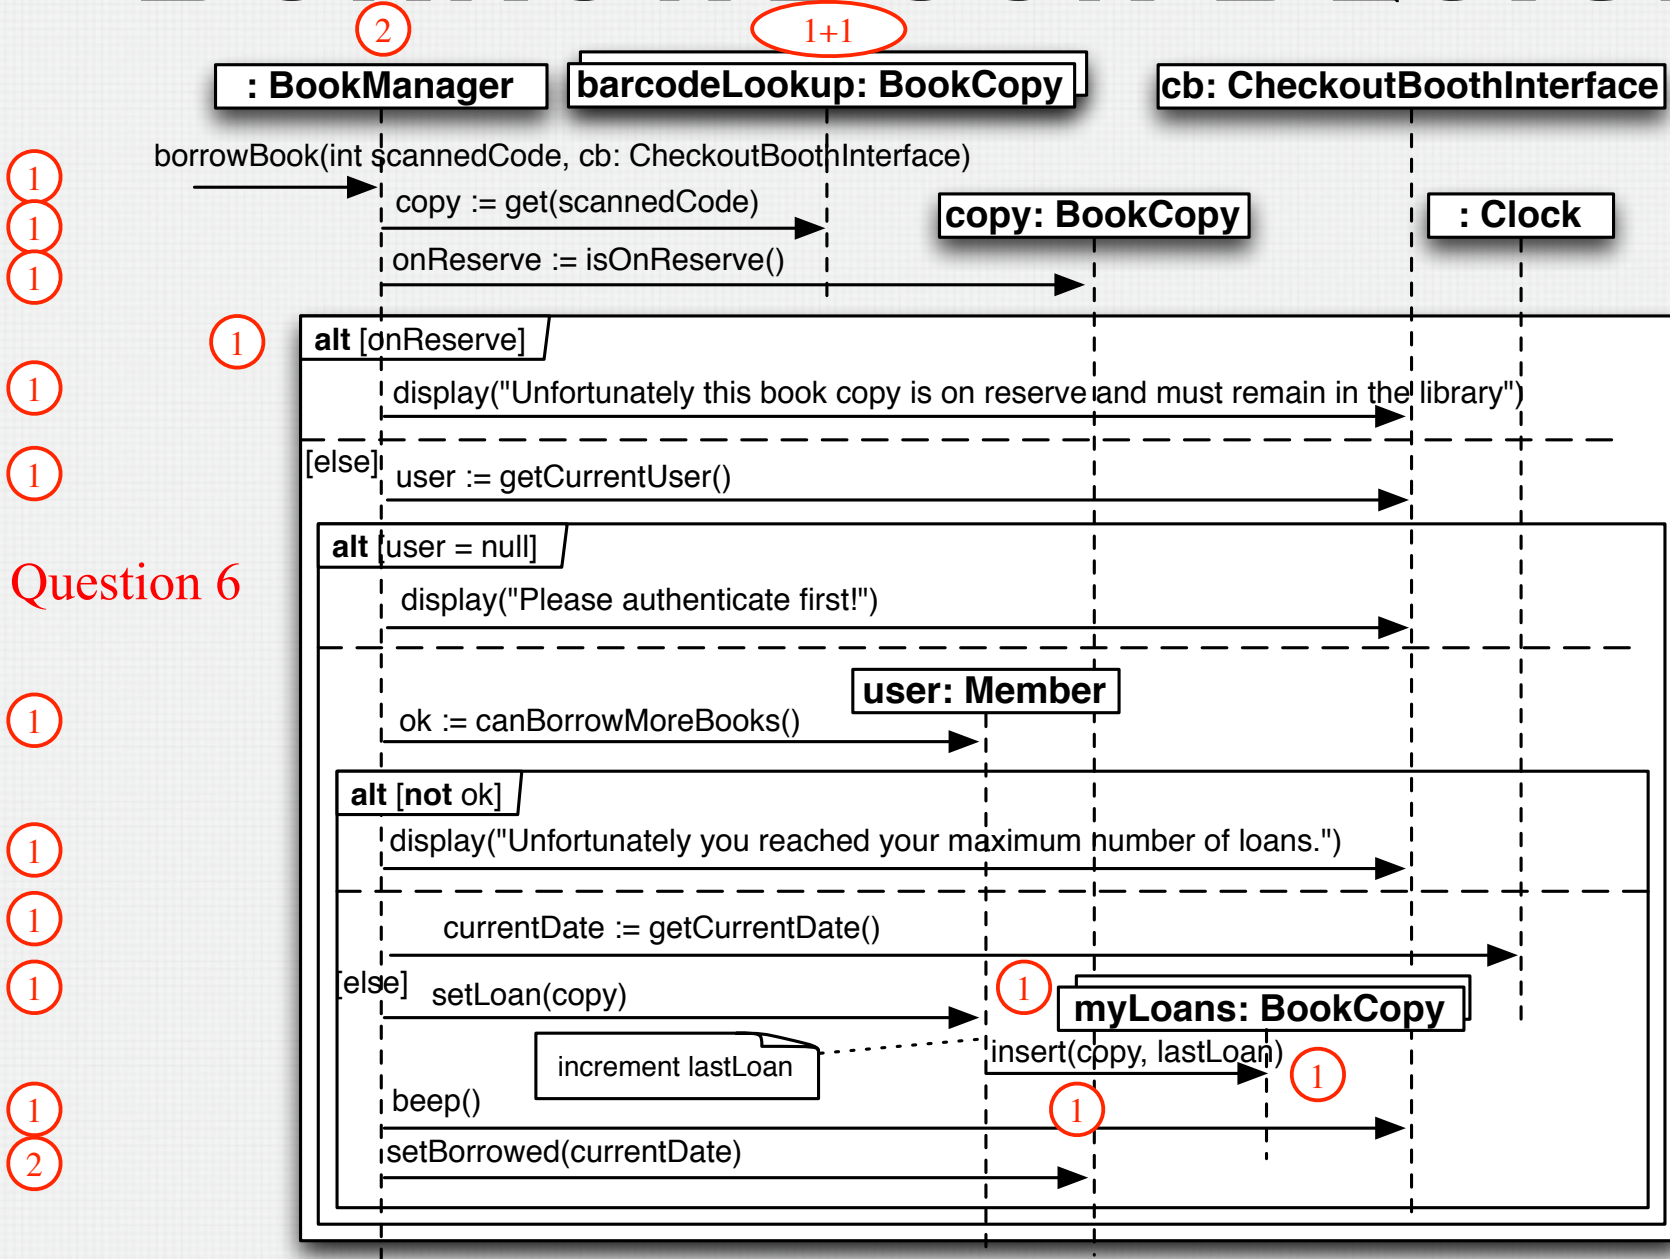 2
1+1
: BookManager
barcodeLookup: BookCopy
cb: CheckoutBoothInterface
1
borrowBook(int scannedCode, cb: CheckoutBoothInterface)
1
copy := get(scannedCode)
copy: BookCopy
: Clock
1
onReserve := isOnReserve()
1
alt [onReserve]
1
display("Unfortunately this book copy is on reserve and must remain in the library")
1
[else]
user := getCurrentUser()
alt [user = null]
Question 6
display("Please authenticate first!")
user: Member
1
ok := canBorrowMoreBooks()
alt [not ok]
1
display("Unfortunately you reached your maximum number of loans.")
1
currentDate := getCurrentDate()
1
[else]
setLoan(copy)
1
myLoans: BookCopy
increment lastLoan
insert(copy, lastLoan)
1
1
beep()
1
2
setBorrowed(currentDate)